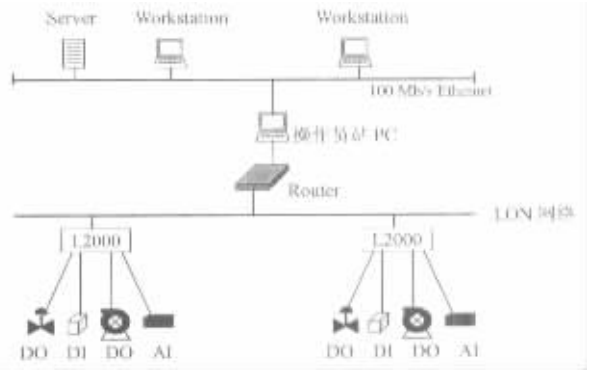 Server Workstation Workstation
100 Mb/s Ethernet
操作员站 PC
Router
LON 网络
L2000 L2000
DO DI DO AI DO DI DO AI